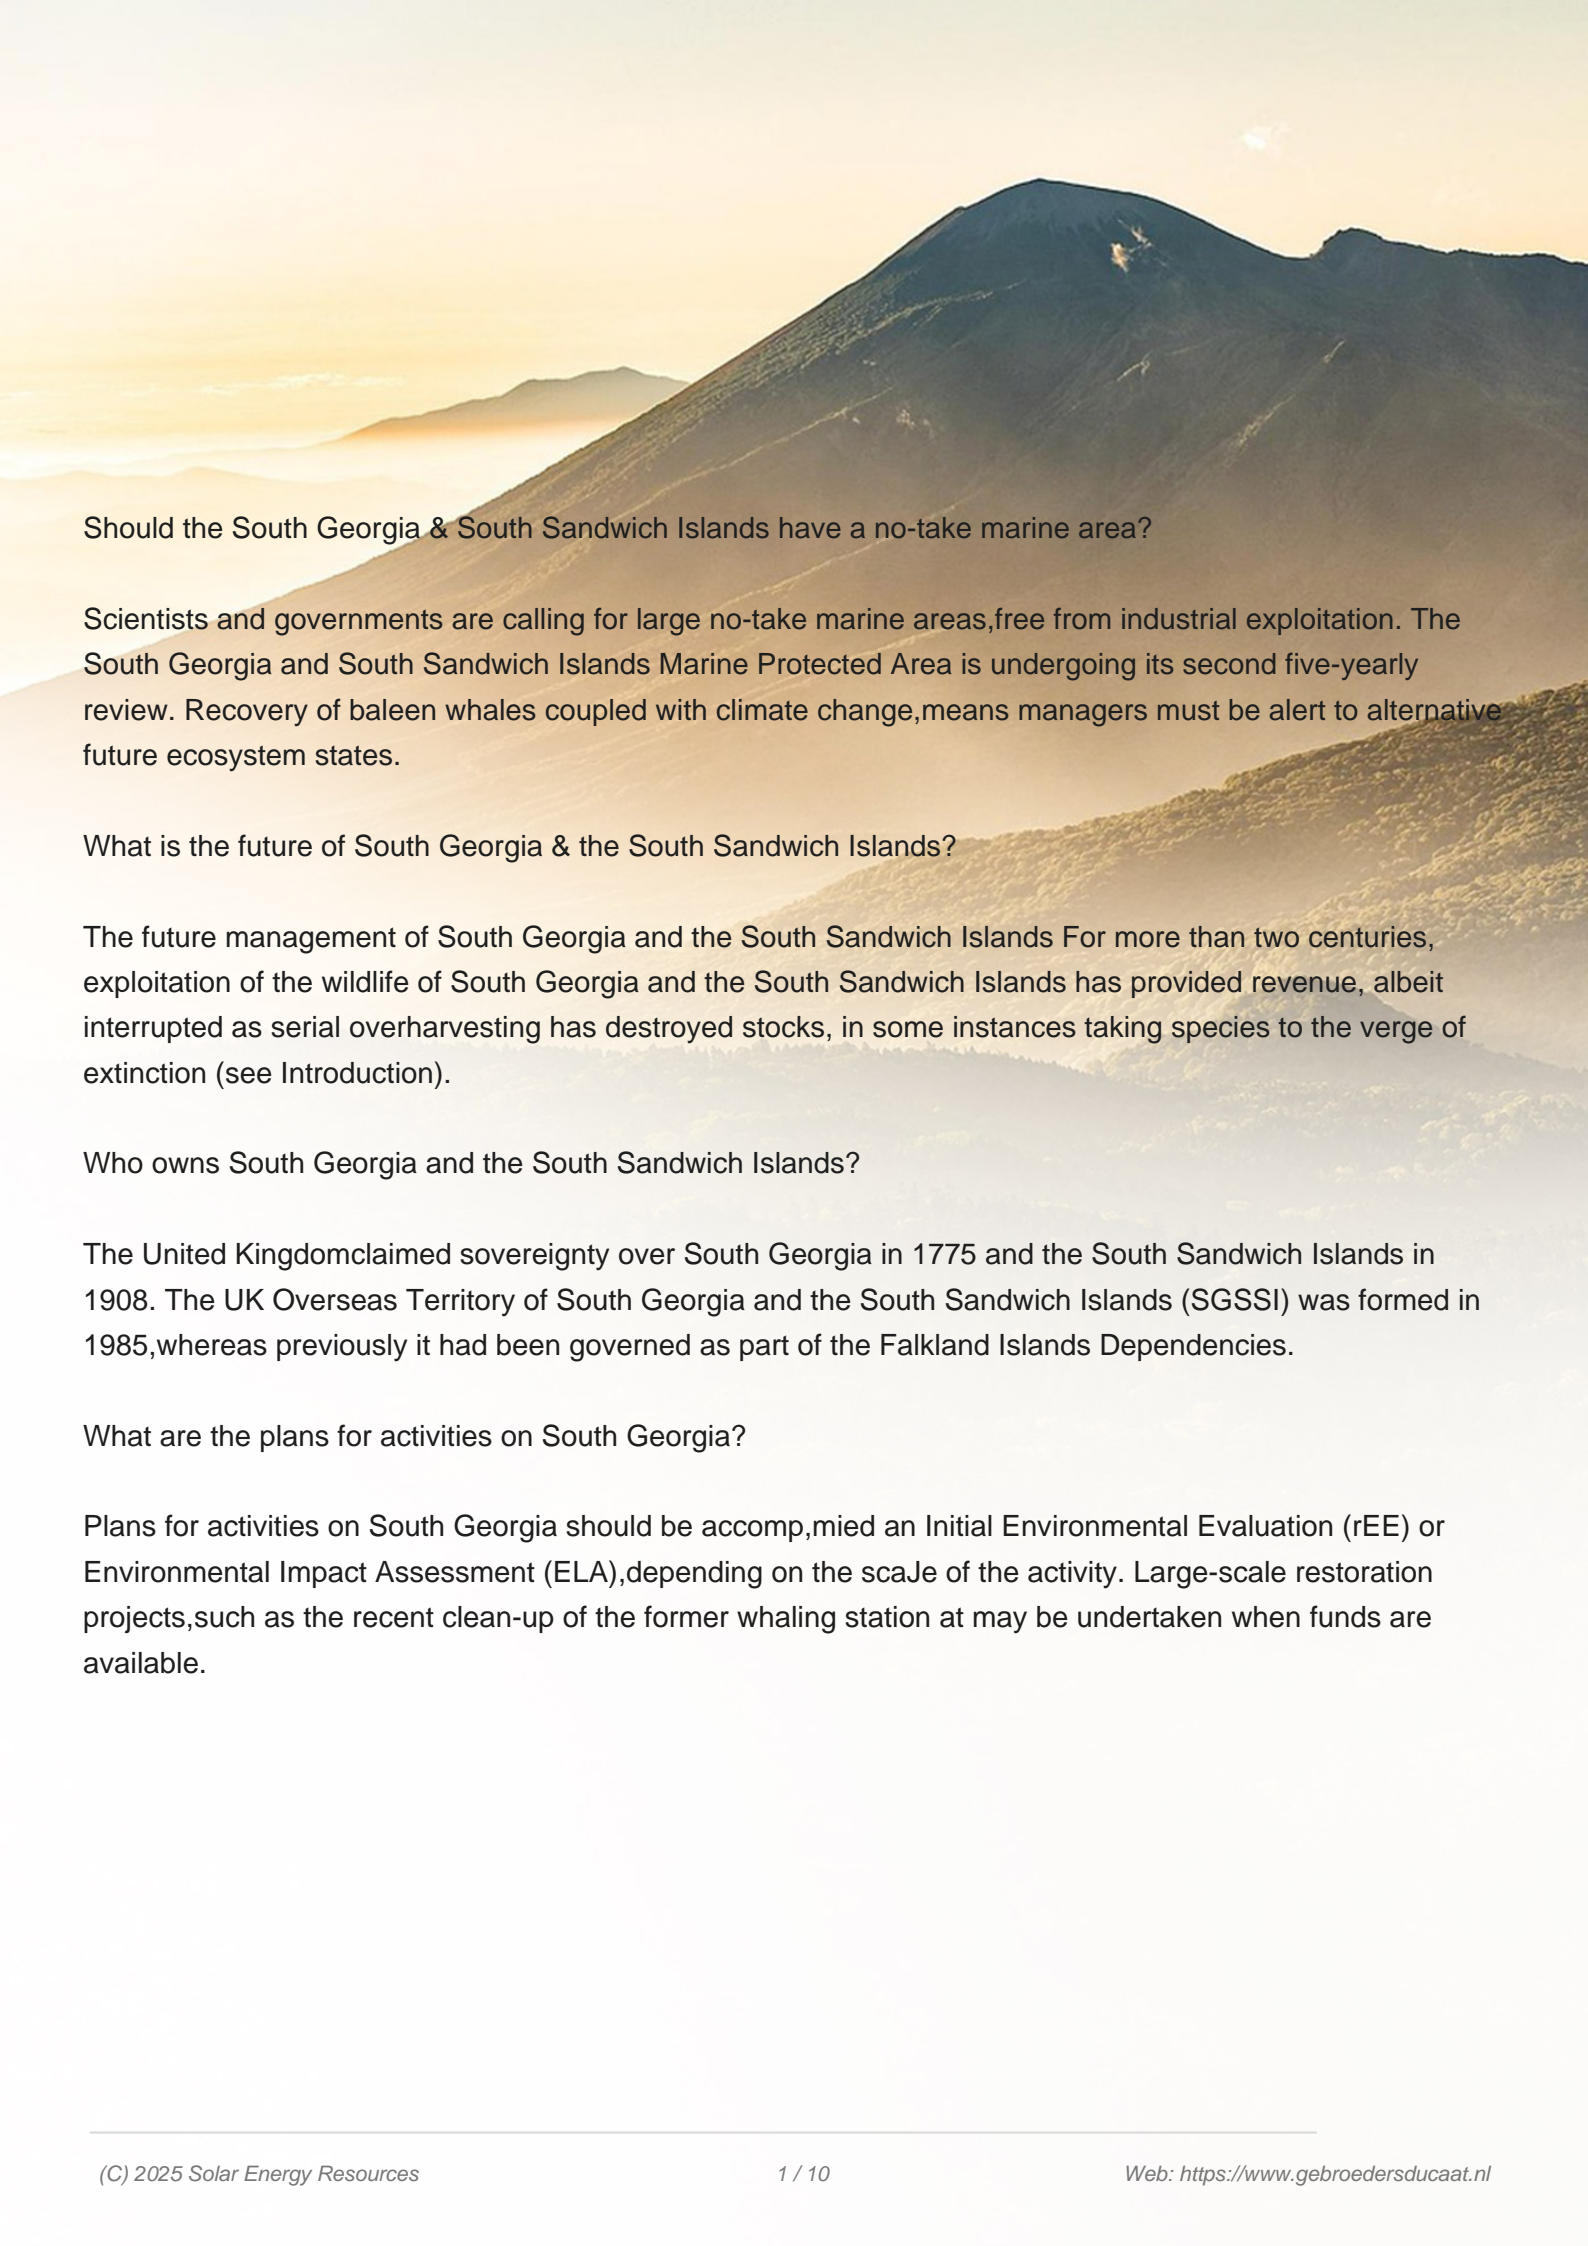 Should the South Georgia & South Sandwich Islands have a no-take marine area?
Scientists and governments are calling for large no-take marine areas,free from industrial exploitation. The
South Georgia and South Sandwich Islands Marine Protected Area is undergoing its second five-yearly
review. Recovery of baleen whales coupled with climate change,means managers must be alert to alternative
future ecosystem states.
What is the future of South Georgia & the South Sandwich Islands?
The future management of South Georgia and the South Sandwich Islands For more than two centuries,
exploitation of the wildlife of South Georgia and the South Sandwich Islands has provided revenue, albeit
interrupted as serial overharvesting has destroyed stocks, in some instances taking species to the verge of
extinction (see Introduction).
Who owns South Georgia and the South Sandwich Islands?
The United Kingdomclaimed sovereignty over South Georgia in 1775 and the South Sandwich Islands in
1908. The UK Overseas Territory of South Georgia and the South Sandwich Islands (SGSSI) was formed in
1985,whereas previously it had been governed as part of the Falkland Islands Dependencies.
What are the plans for activities on South Georgia?
Plans for activities on South Georgia should be accomp,mied an Initial Environmental Evaluation (rEE) or
Environmental Impact Assessment (ELA),depending on the scaJe of the activity. Large-scale restoration
projects,such as the recent clean-up of the former whaling station at may be undertaken when funds are
available.
(C) 2025 Solar Energy Resources
1 / 10
Web: https://www.gebroedersducaat.nl